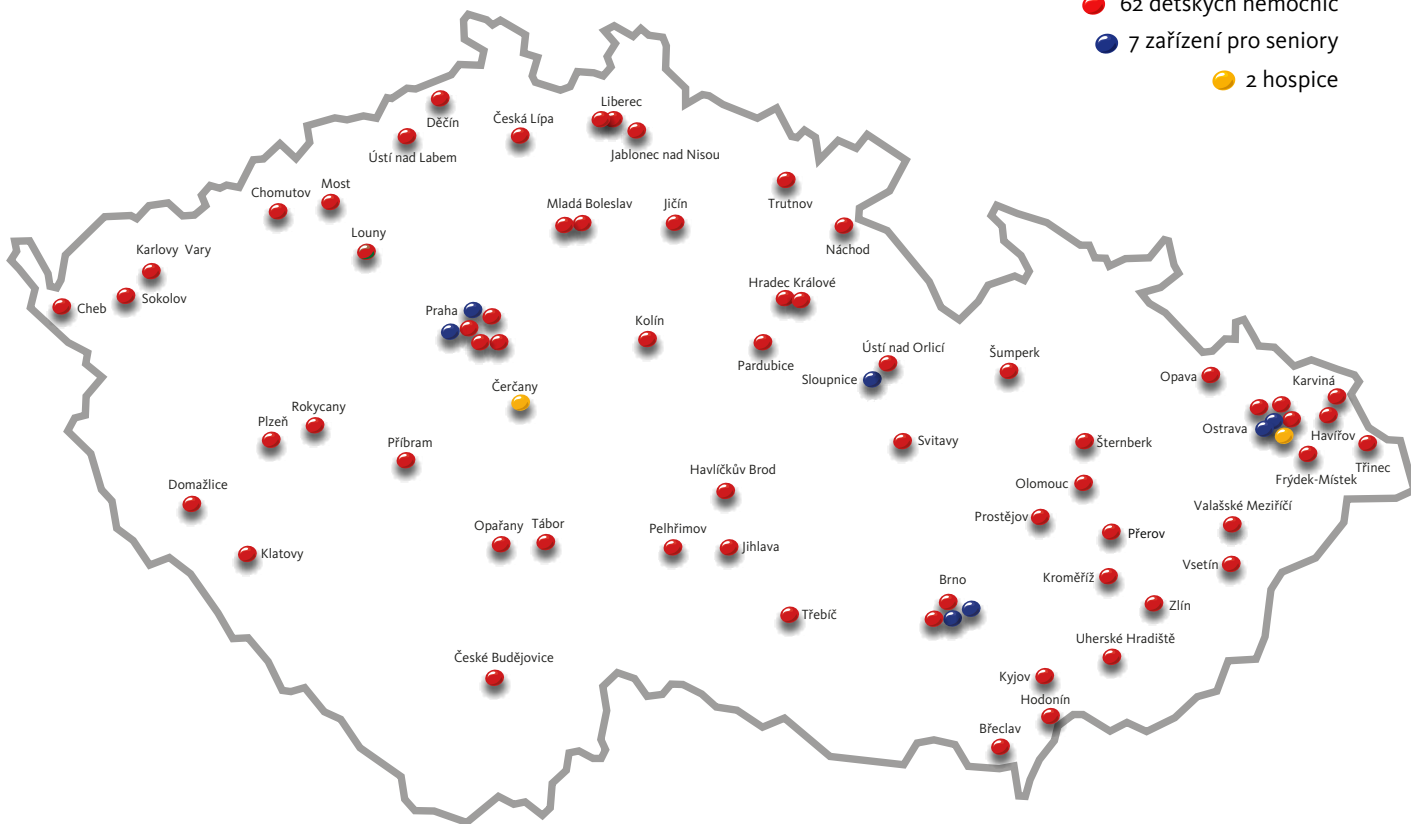 62 dětských nemocnic
7 zařízení pro seniory
2 hospice
Děčín
Česká Lípa
Liberec
Ústí nad Labem
Jablonec nad Nisou
Chomutov
Most
Mladá Boleslav
Jičín
Trutnov
Louny
Náchod
Karlovy Vary
Sokolov
Cheb
Praha
Kolín
Hradec Králové
Pardubice
Ústí nad Orlicí
Sloupnice
Šumperk
Opava
Karviná
Čerčany
Plzeň
Rokycany
Příbram
Svitavy
Šternberk
Ostrava
Havířov
Třinec
Frýdek-Místek
Domažlice
Havlíčkův Brod
Olomouc
Valašské Meziříčí
Klatovy
Opařany
Tábor
Pelhřimov
Jihlava
Prostějov
Přerov
Vsetín
Kroměříž
Brno
Třebíč
Zlín
Uherské Hradiště
České Budějovice
Kyjov
Hodonín
Břeclav